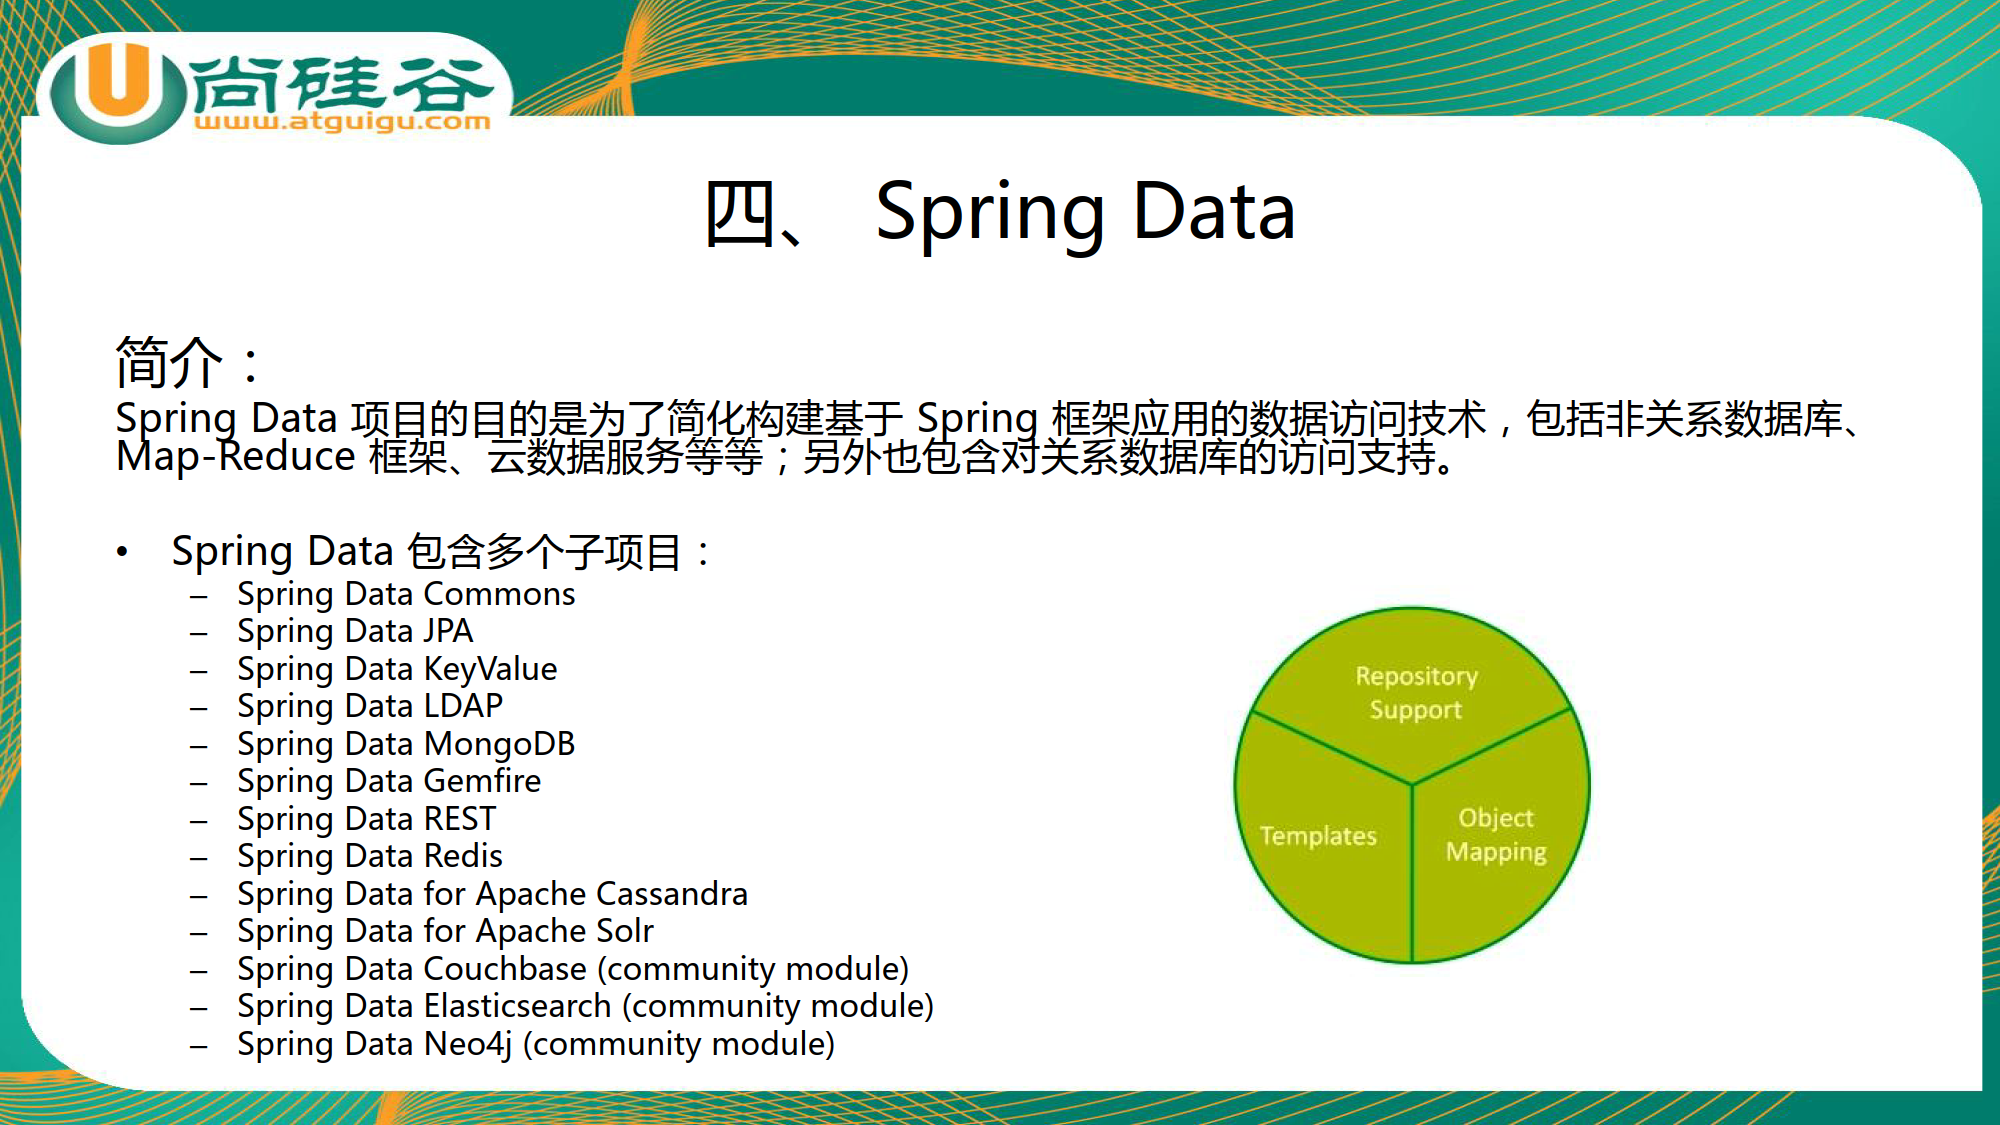 尚硅谷
www.atguigu.com
四、 Spring Data
简介：
Spring Data 项目的目的是为了简化构建基于 Spring 框架应用的数据访问技术，包括非关系数据库、
Map-Reduce 框架、云数据服务等等；另外也包含对关系数据库的访问支持。
• Spring Data 包含多个子项目：
– Spring Data Commons
– Spring Data JPA
– Spring Data KeyValue
– Spring Data LDAP
– Spring Data MongoDB
– Spring Data Gemfire
– Spring Data REST
– Spring Data Redis
– Spring Data for Apache Cassandra
– Spring Data for Apache Solr
– Spring Data Couchbase (community module)
– Spring Data Elasticsearch (community module)
– Spring Data Neo4j (community module)
Repository
Support
Templates
Object
Mapping